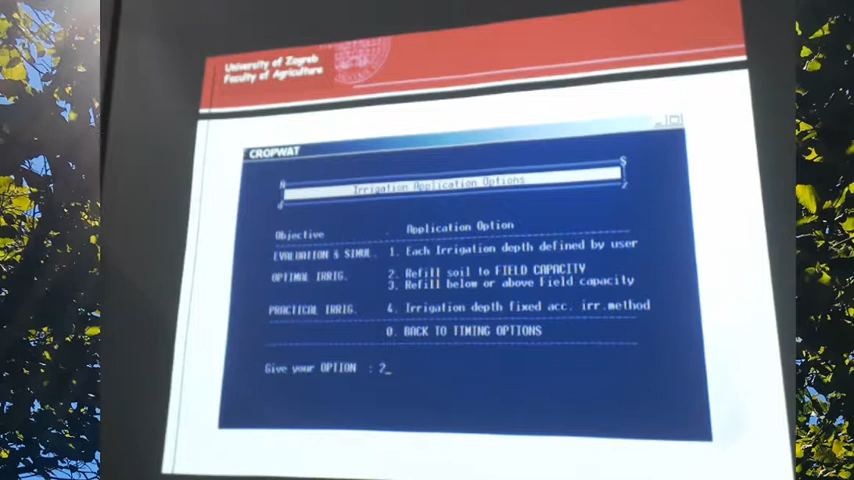 University of Zagreb
Faculty of Agriculture
CROPWAT
Irrigation Application Options
Objective . Application Option
EVALUATION & SIMUL. 1. Each Irrigation depth defined by user
OPTIMAL IRRIG. 2. Refill soil to FIELD CAPACITY
3. Refill below or above Field capacity
PRACTICAL IRRIG. 4. Irrigation depth fixed acc. irr.method
0. BACK TO TIMING OPTIONS
Give your OPTION : 2_